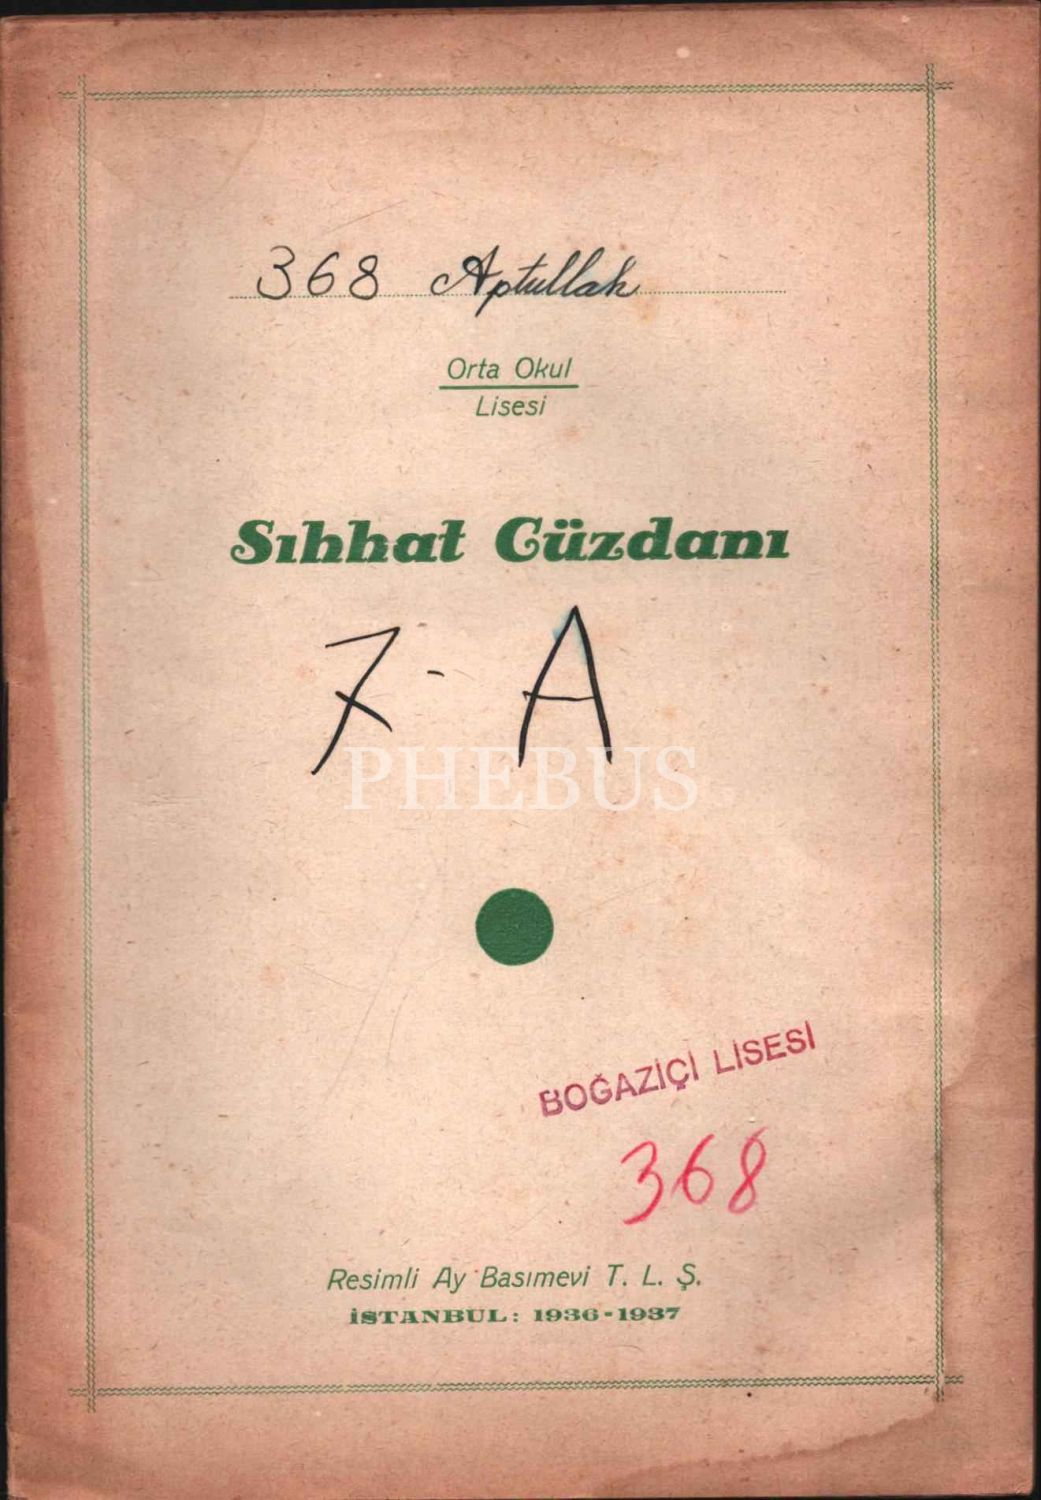 368 Aptullah
Orta Okul
Lisesi
Sıhhat Cüzdanı
7-A
PHEBUS
BOĞAZİÇİ LİSESİ
368
Resimli Ay Basımevi T. L. Ş.
İSTANBUL: 1936-1937